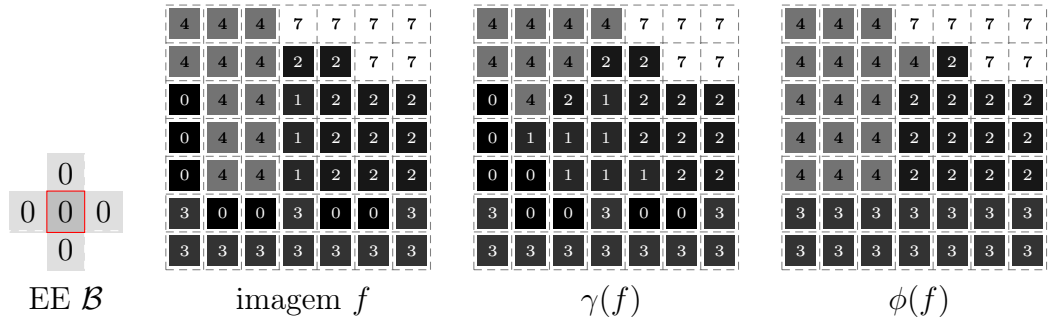 4 4 4 7 7 7 7 4 4 4 4 7 7 7 4 4 4 7 7 7 7
4 4 4 2 2 7 7 4 4 4 2 2 7 7 4 4 4 4 2 7 7
0 4 4 1 2 2 2 0 4 2 1 2 2 2 4 4 4 2 2 2 2
0 4 4 1 2 2 2 0 1 1 1 2 2 2 4 4 4 2 2 2 2
0 0 4 4 1 2 2 2 0 0 1 1 1 2 2 4 4 4 2 2 2 2
0 0 0 3 0 0 3 0 0 3 3 0 0 3 0 0 3 3 3 3 3 3 3 3
0 3 3 3 3 3 3 3 3 3 3 3 3 3 3 3 3 3 3 3 3 3
EE ℬ imagem f γ(f) ϕ(f)